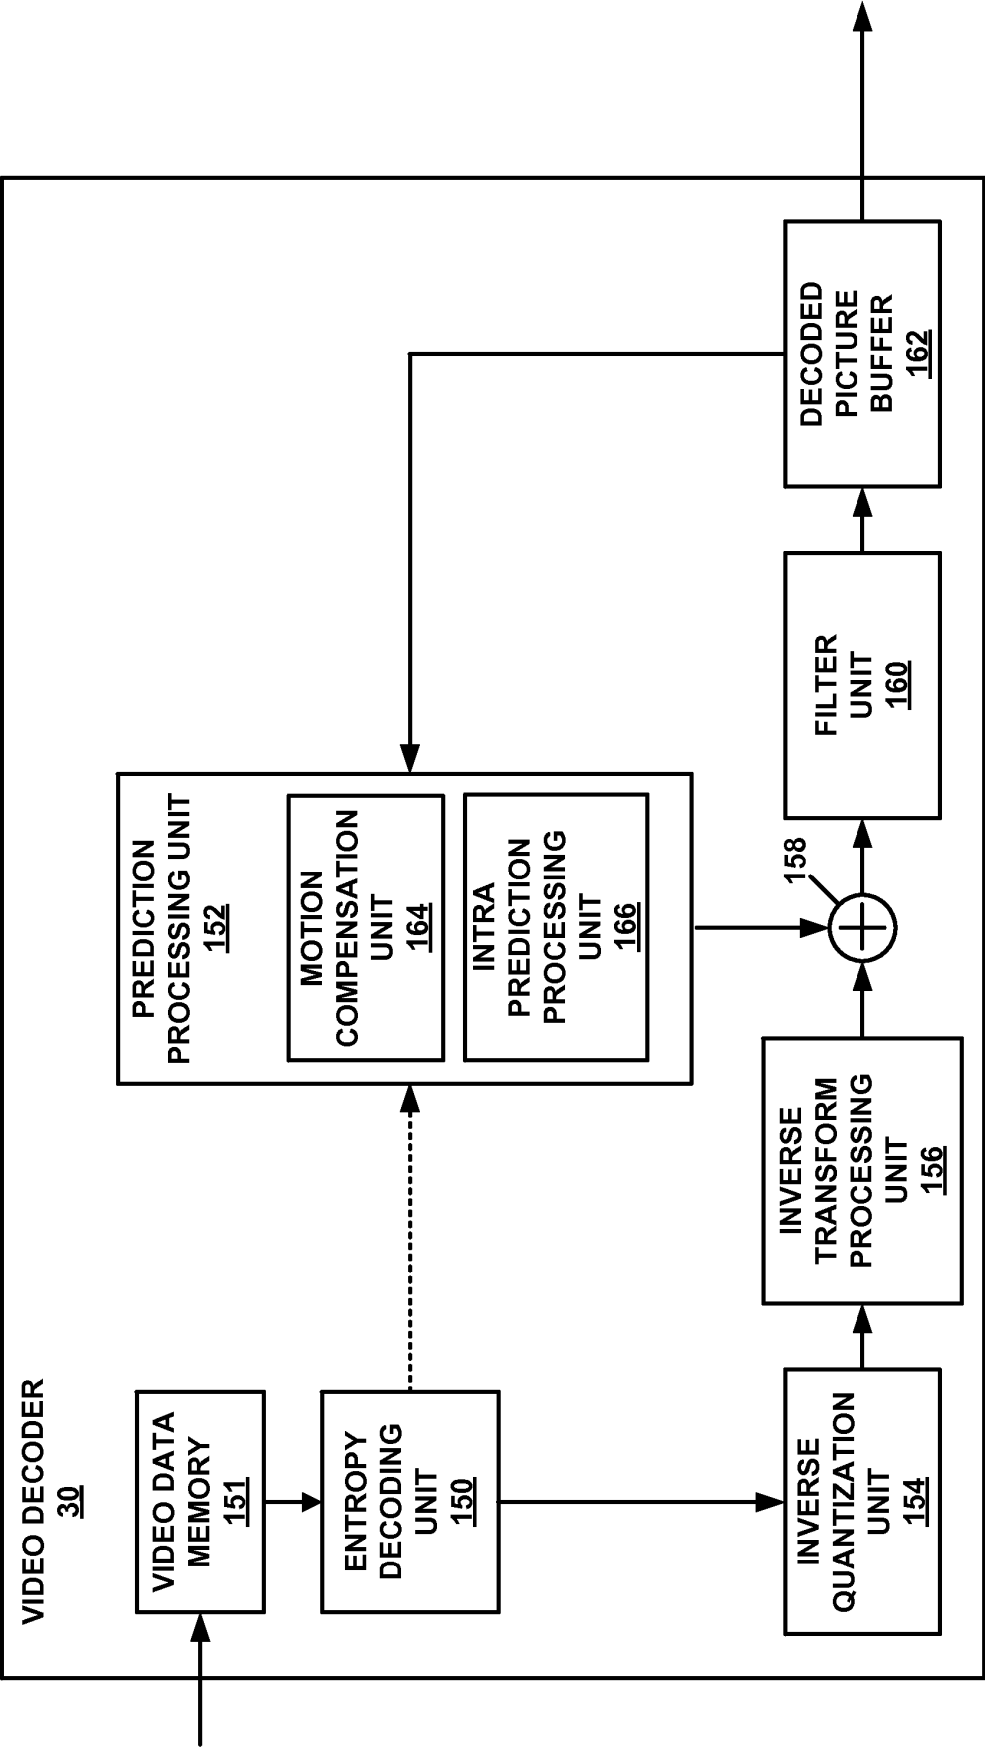 VIDEO DECODER
30
VIDEO DATA
MEMORY
151
ENTROPY
DECODING
UNIT
150
PREDICTION
PROCESSING UNIT
152
MOTION
COMPENSATION
UNIT
164
INTRA
PREDICTION
PROCESSING
UNIT
166
INVERSE
QUANTIZATION
UNIT
154
INVERSE
TRANSFORM
PROCESSING
UNIT
156
158
FILTER
UNIT
160
DECODED
PICTURE
BUFFER
162